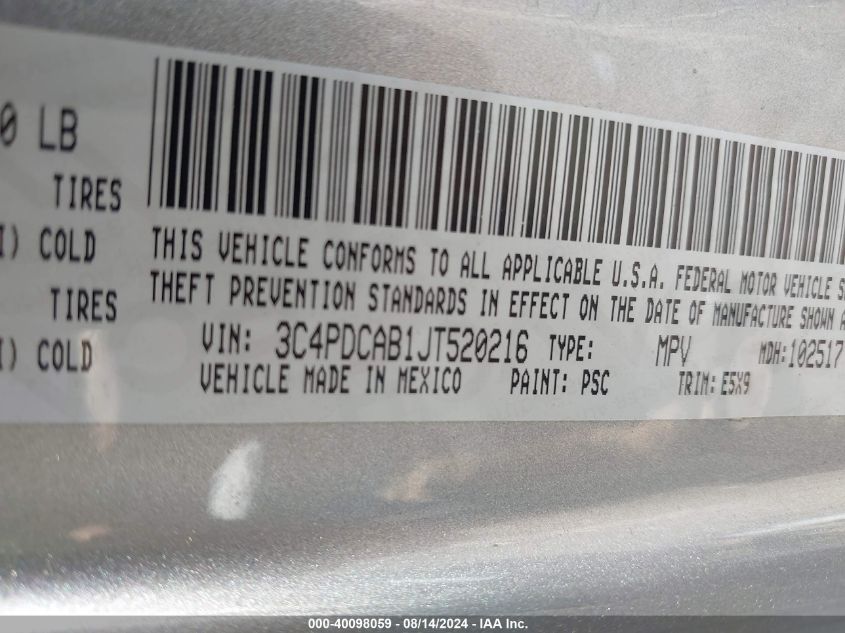 0 LB
TIRES
I) COLD
TIRES
I) COLD
THIS VEHICLE CONFORMS TO ALL APPLICABLE U.S.A. FEDERAL MOTOR VEHICLE S
THEFT PREVENTION STANDARDS IN EFFECT ON THE DATE OF MANUFACTURE SHOWN A
VIN: 3C4PDCAB1JT520216 TYPE: MPV MDH:102517
VEHICLE MADE IN MEXICO PAINT: PSC TRIM: E5X9
000-40098059 - 08/14/2024 - IAA Inc.